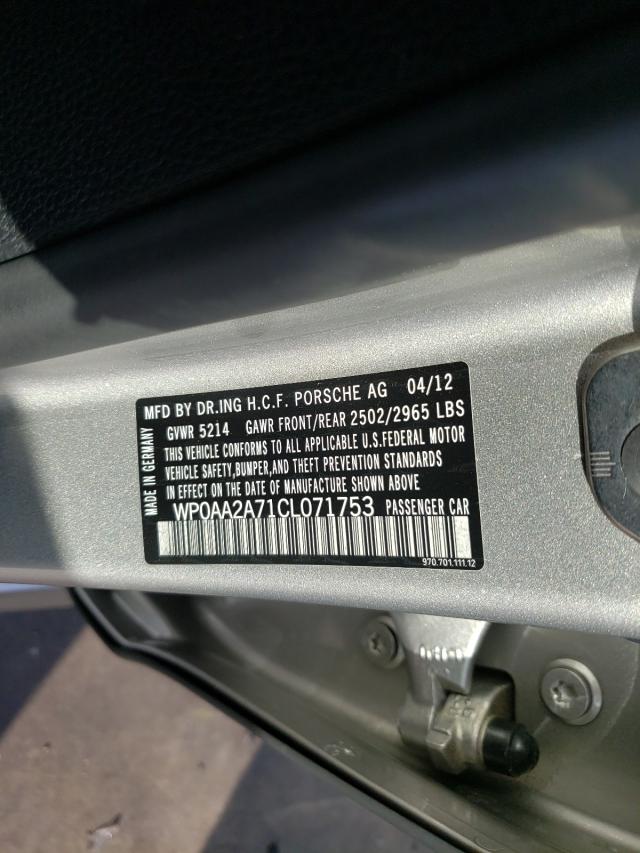 MFD BY DR.ING H.C.F. PORSCHE AG 04/12
GVWR 5214 GAWR FRONT/REAR 2502/2965 LBS
THIS VEHICLE CONFORMS TO ALL APPLICABLE U.S.FEDERAL MOTOR
VEHICLE SAFETY,BUMPER,AND THEFT PREVENTION STANDARDS
IN EFFECT ON THE DATE OF MANUFACTURE SHOWN ABOVE
WP0AA2A71CL071753 PASSENGER CAR
970.701.111.12
MADE IN GERMANY